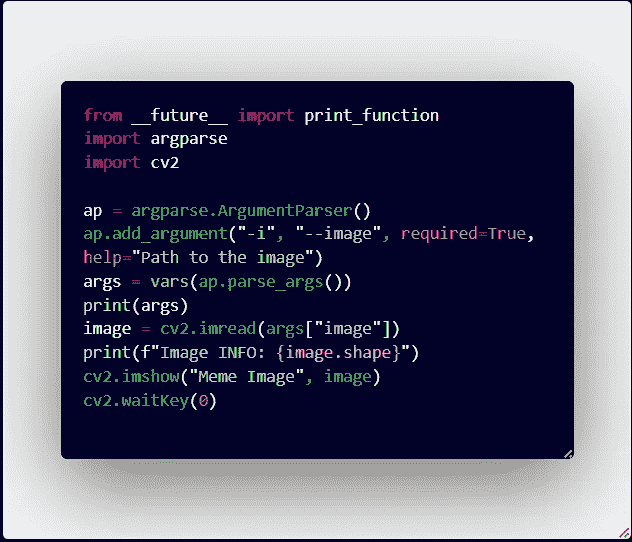 from __future__ import print_function
import argparse
import cv2

ap = argparse.ArgumentParser()
ap.add_argument("-i", "--image", required=True,
help="Path to the image")
args = vars(ap.parse_args())
print(args)
image = cv2.imread(args["image"])
print(f"Image INFO: {image.shape}")
cv2.imshow("Meme Image", image)
cv2.waitKey(0)